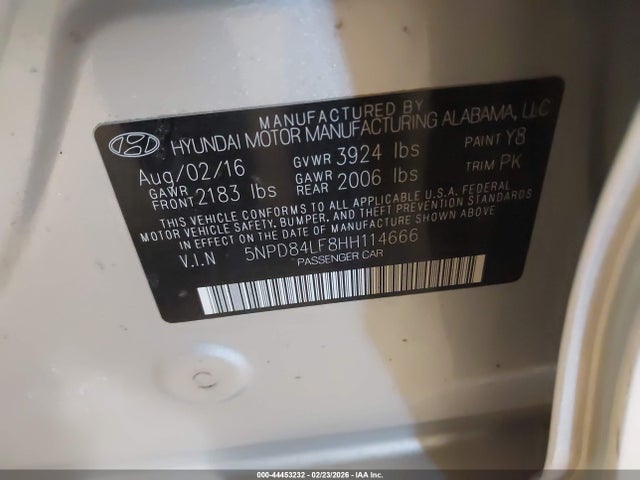 MANUFACTURED BY
HYUNDAI MOTOR MANUFACTURING ALABAMA, LLC
Aug/02/16 GVWR 3924 lbs PAINT Y8
GAWR FRONT 2183 lbs GAWR REAR 2006 lbs TRIM PK
THIS VEHICLE CONFORMS TO ALL APPLICABLE U.S.A. FEDERAL
MOTOR VEHICLE SAFETY, BUMPER, AND THEFT PREVENTION STANDARDS
IN EFFECT ON THE DATE OF MANUFACTURE SHOWN ABOVE.
V.I.N 5NPD84LF8HH114666
PASSENGER CAR
000-44453232 - 02/23/2026 - IAA Inc.